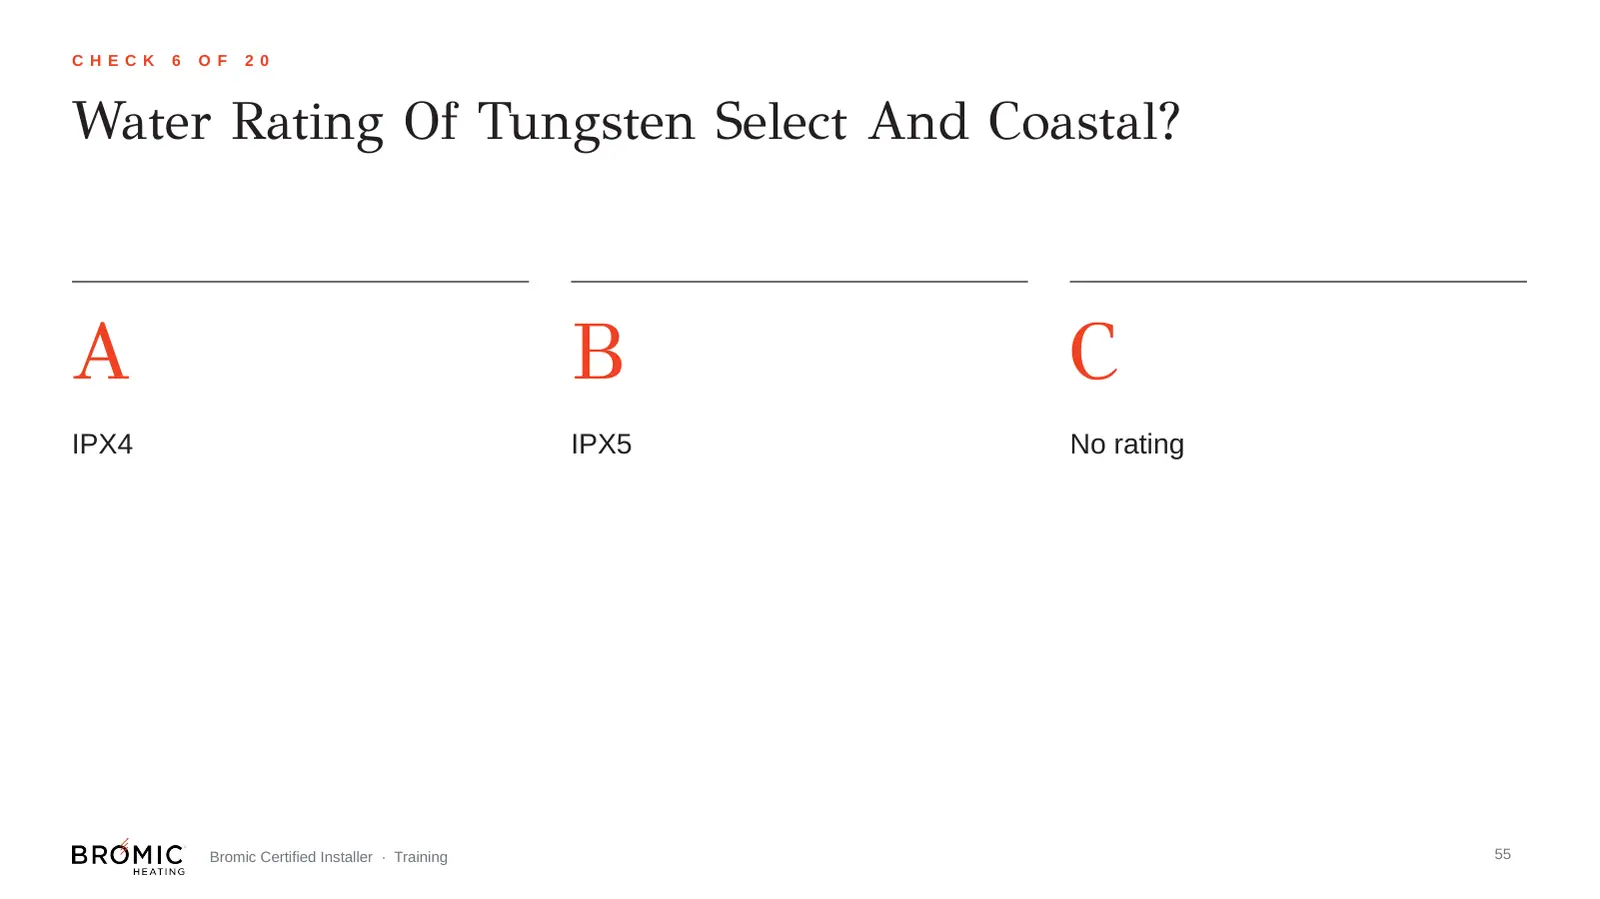 CHECK 6 OF 20
Water Rating Of Tungsten Select And Coastal?
A
IPX4
B
IPX5
C
No rating
BROMIC
HEATING
Bromic Certified Installer · Training
55